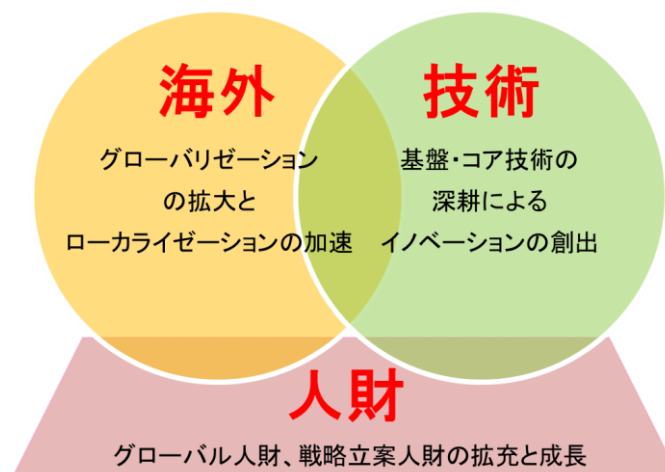 海外
グローバリゼーション
の拡大と
ローカライゼーションの加速
技術
基盤・コア技術の
深耕による
イノベーションの創出
人財
グローバル人財、戦略立案人財の拡充と成長